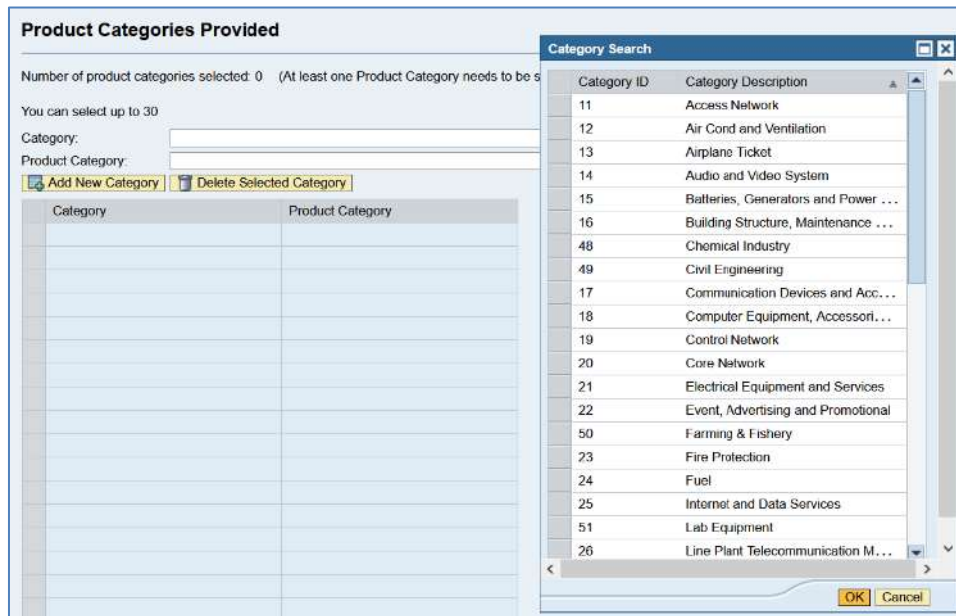 Product Categories Provided
Number of product categories selected: 0 (At least one Product Category needs to be s
You can select up to 30
Category:
Product Category:
Add New Category Delete Selected Category
Category Product Category
Category Search
Category ID Category Description
11 Access Network
12 Air Cond and Ventilation
13 Airplane Ticket
14 Audio and Video System
15 Batteries, Generators and Power ...
16 Building Structure, Maintenance ...
48 Chemical Industry
49 Civil Engineering
17 Communication Devices and Acc...
18 Computer Equipment, Accessori...
19 Control Network
20 Core Network
21 Electrical Equipment and Services
22 Event, Advertising and Promotional
50 Farming & Fishery
23 Fire Protection
24 Fuel
25 Internet and Data Services
51 Lab Equipment
26 Line Plant Telecommunication M...
OK Cancel